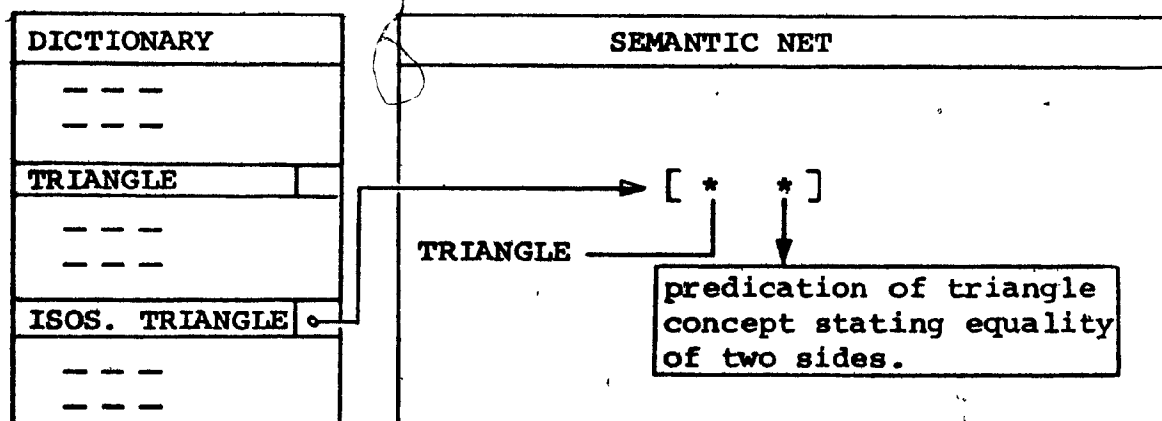 DICTIONARY
– – –
– – –
TRIANGLE
– – –
– – –
ISOS. TRIANGLE
– – –
– – –
SEMANTIC NET
[ * * ]
TRIANGLE
predication of triangle
concept stating equality
of two sides.